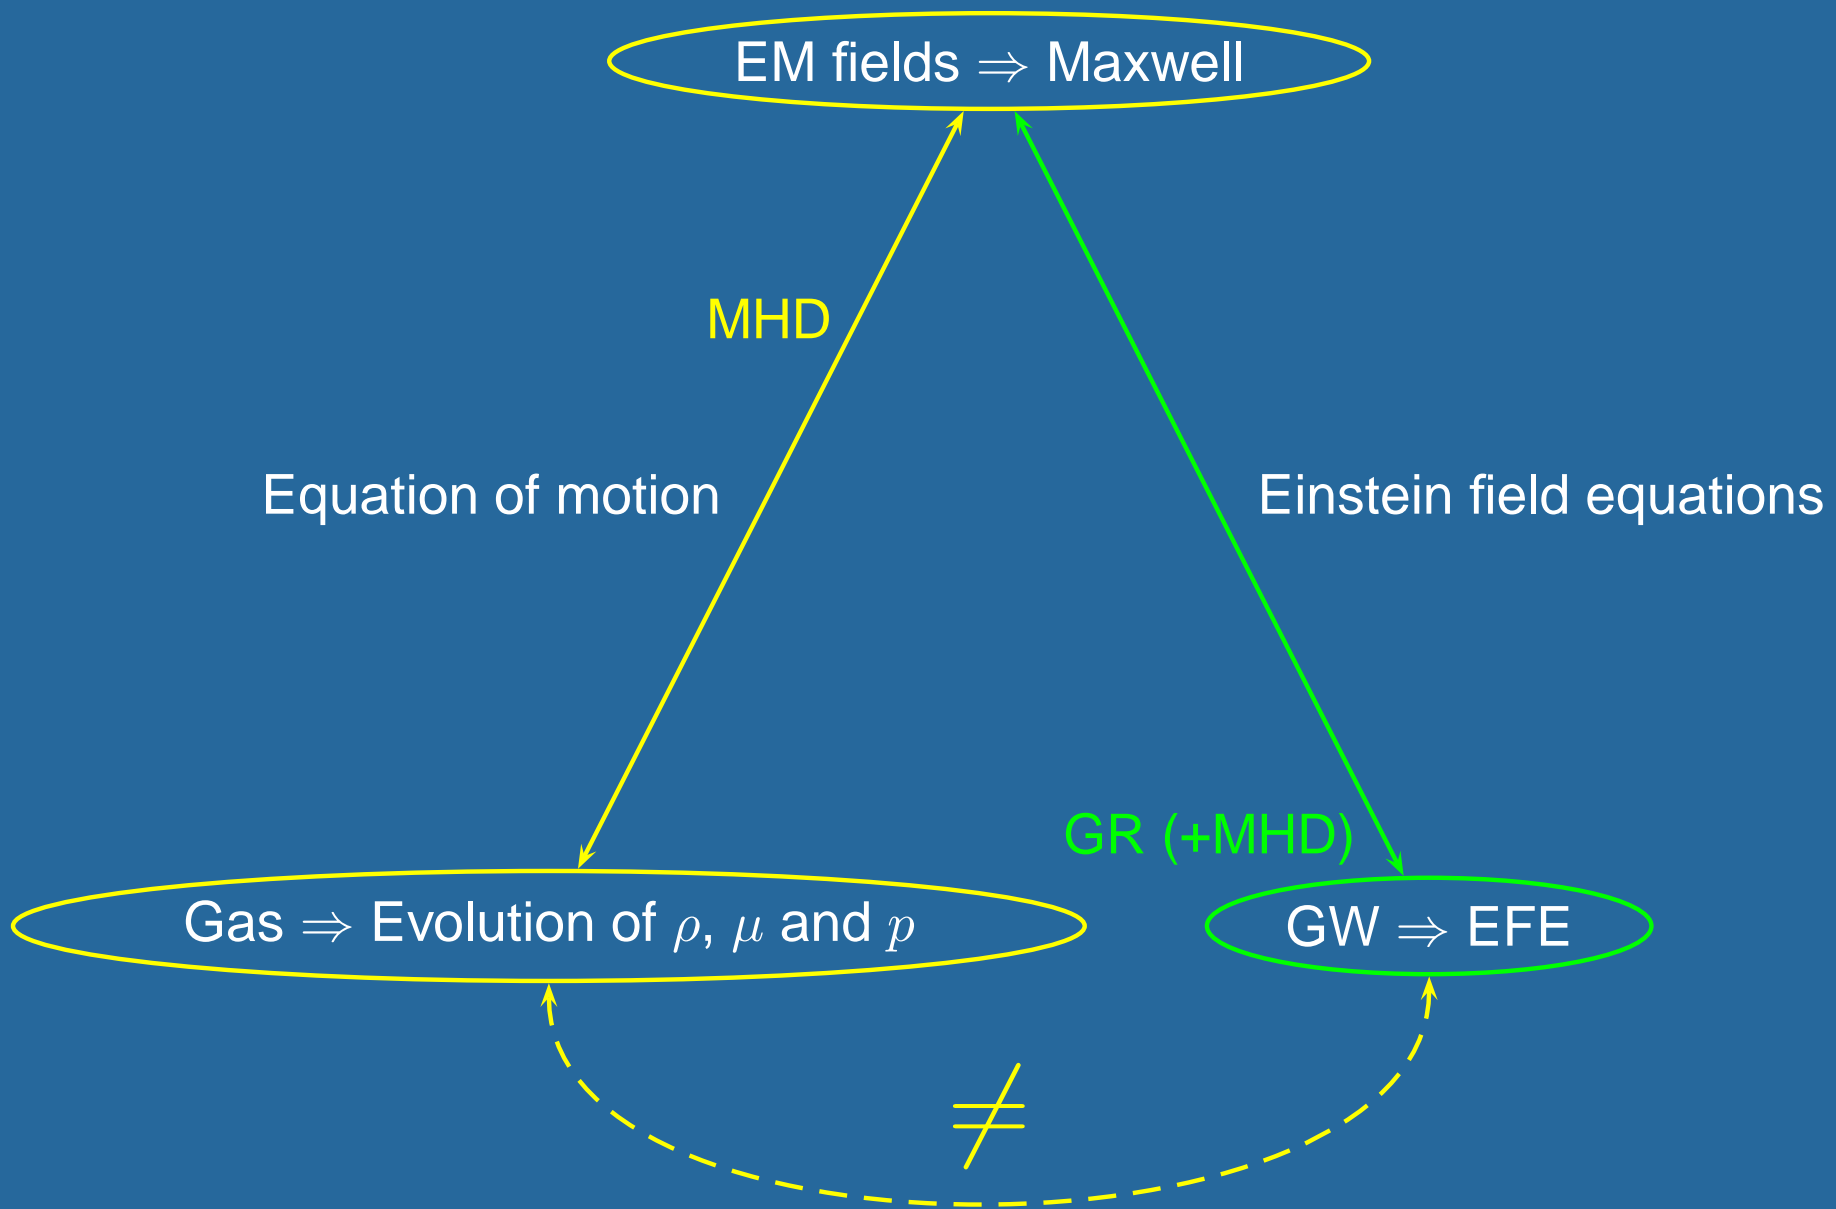 EM fields ⇒ Maxwell
MHD
Equation of motion
Einstein field equations
GR (+MHD)
Gas ⇒ Evolution of ρ, μ and p
GW ⇒ EFE
≠